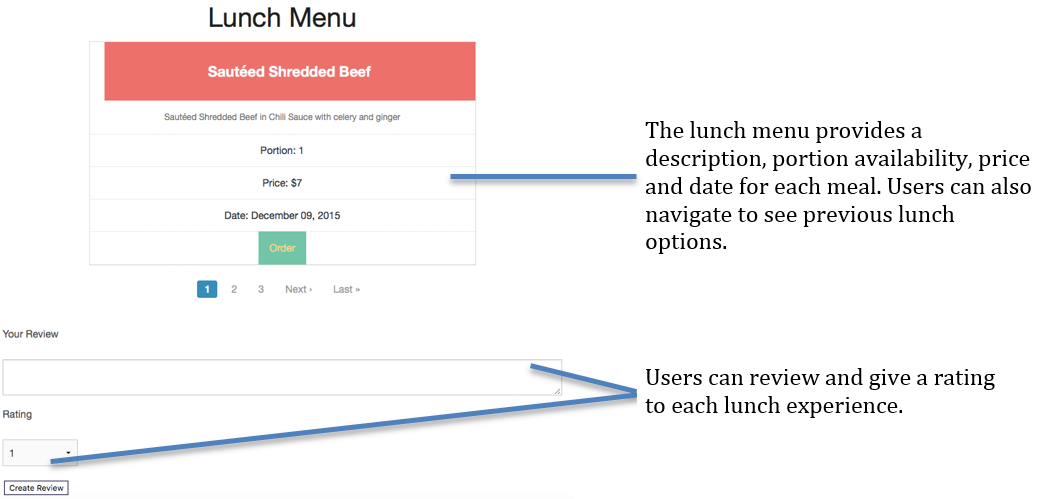 Lunch Menu
Sautéed Shredded Beef
Sautéed Shredded Beef in Chili Sauce with celery and ginger
Portion: 1
Price: $7
Date: December 09, 2015
Order
1 2 3 Next › Last »
The lunch menu provides a
description, portion availability, price
and date for each meal. Users can also
navigate to see previous lunch
options.
Your Review
Rating
1
Create Review
Users can review and give a rating
to each lunch experience.